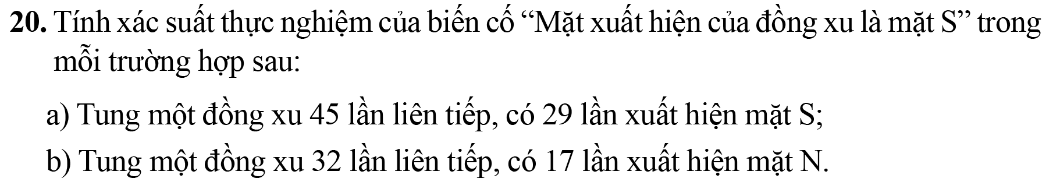 20. Tính xác suất thực nghiệm của biến cố “Mặt xuất hiện của đồng xu là mặt S” trong
mỗi trường hợp sau:
a) Tung một đồng xu 45 lần liên tiếp, có 29 lần xuất hiện mặt S;
b) Tung một đồng xu 32 lần liên tiếp, có 17 lần xuất hiện mặt N.